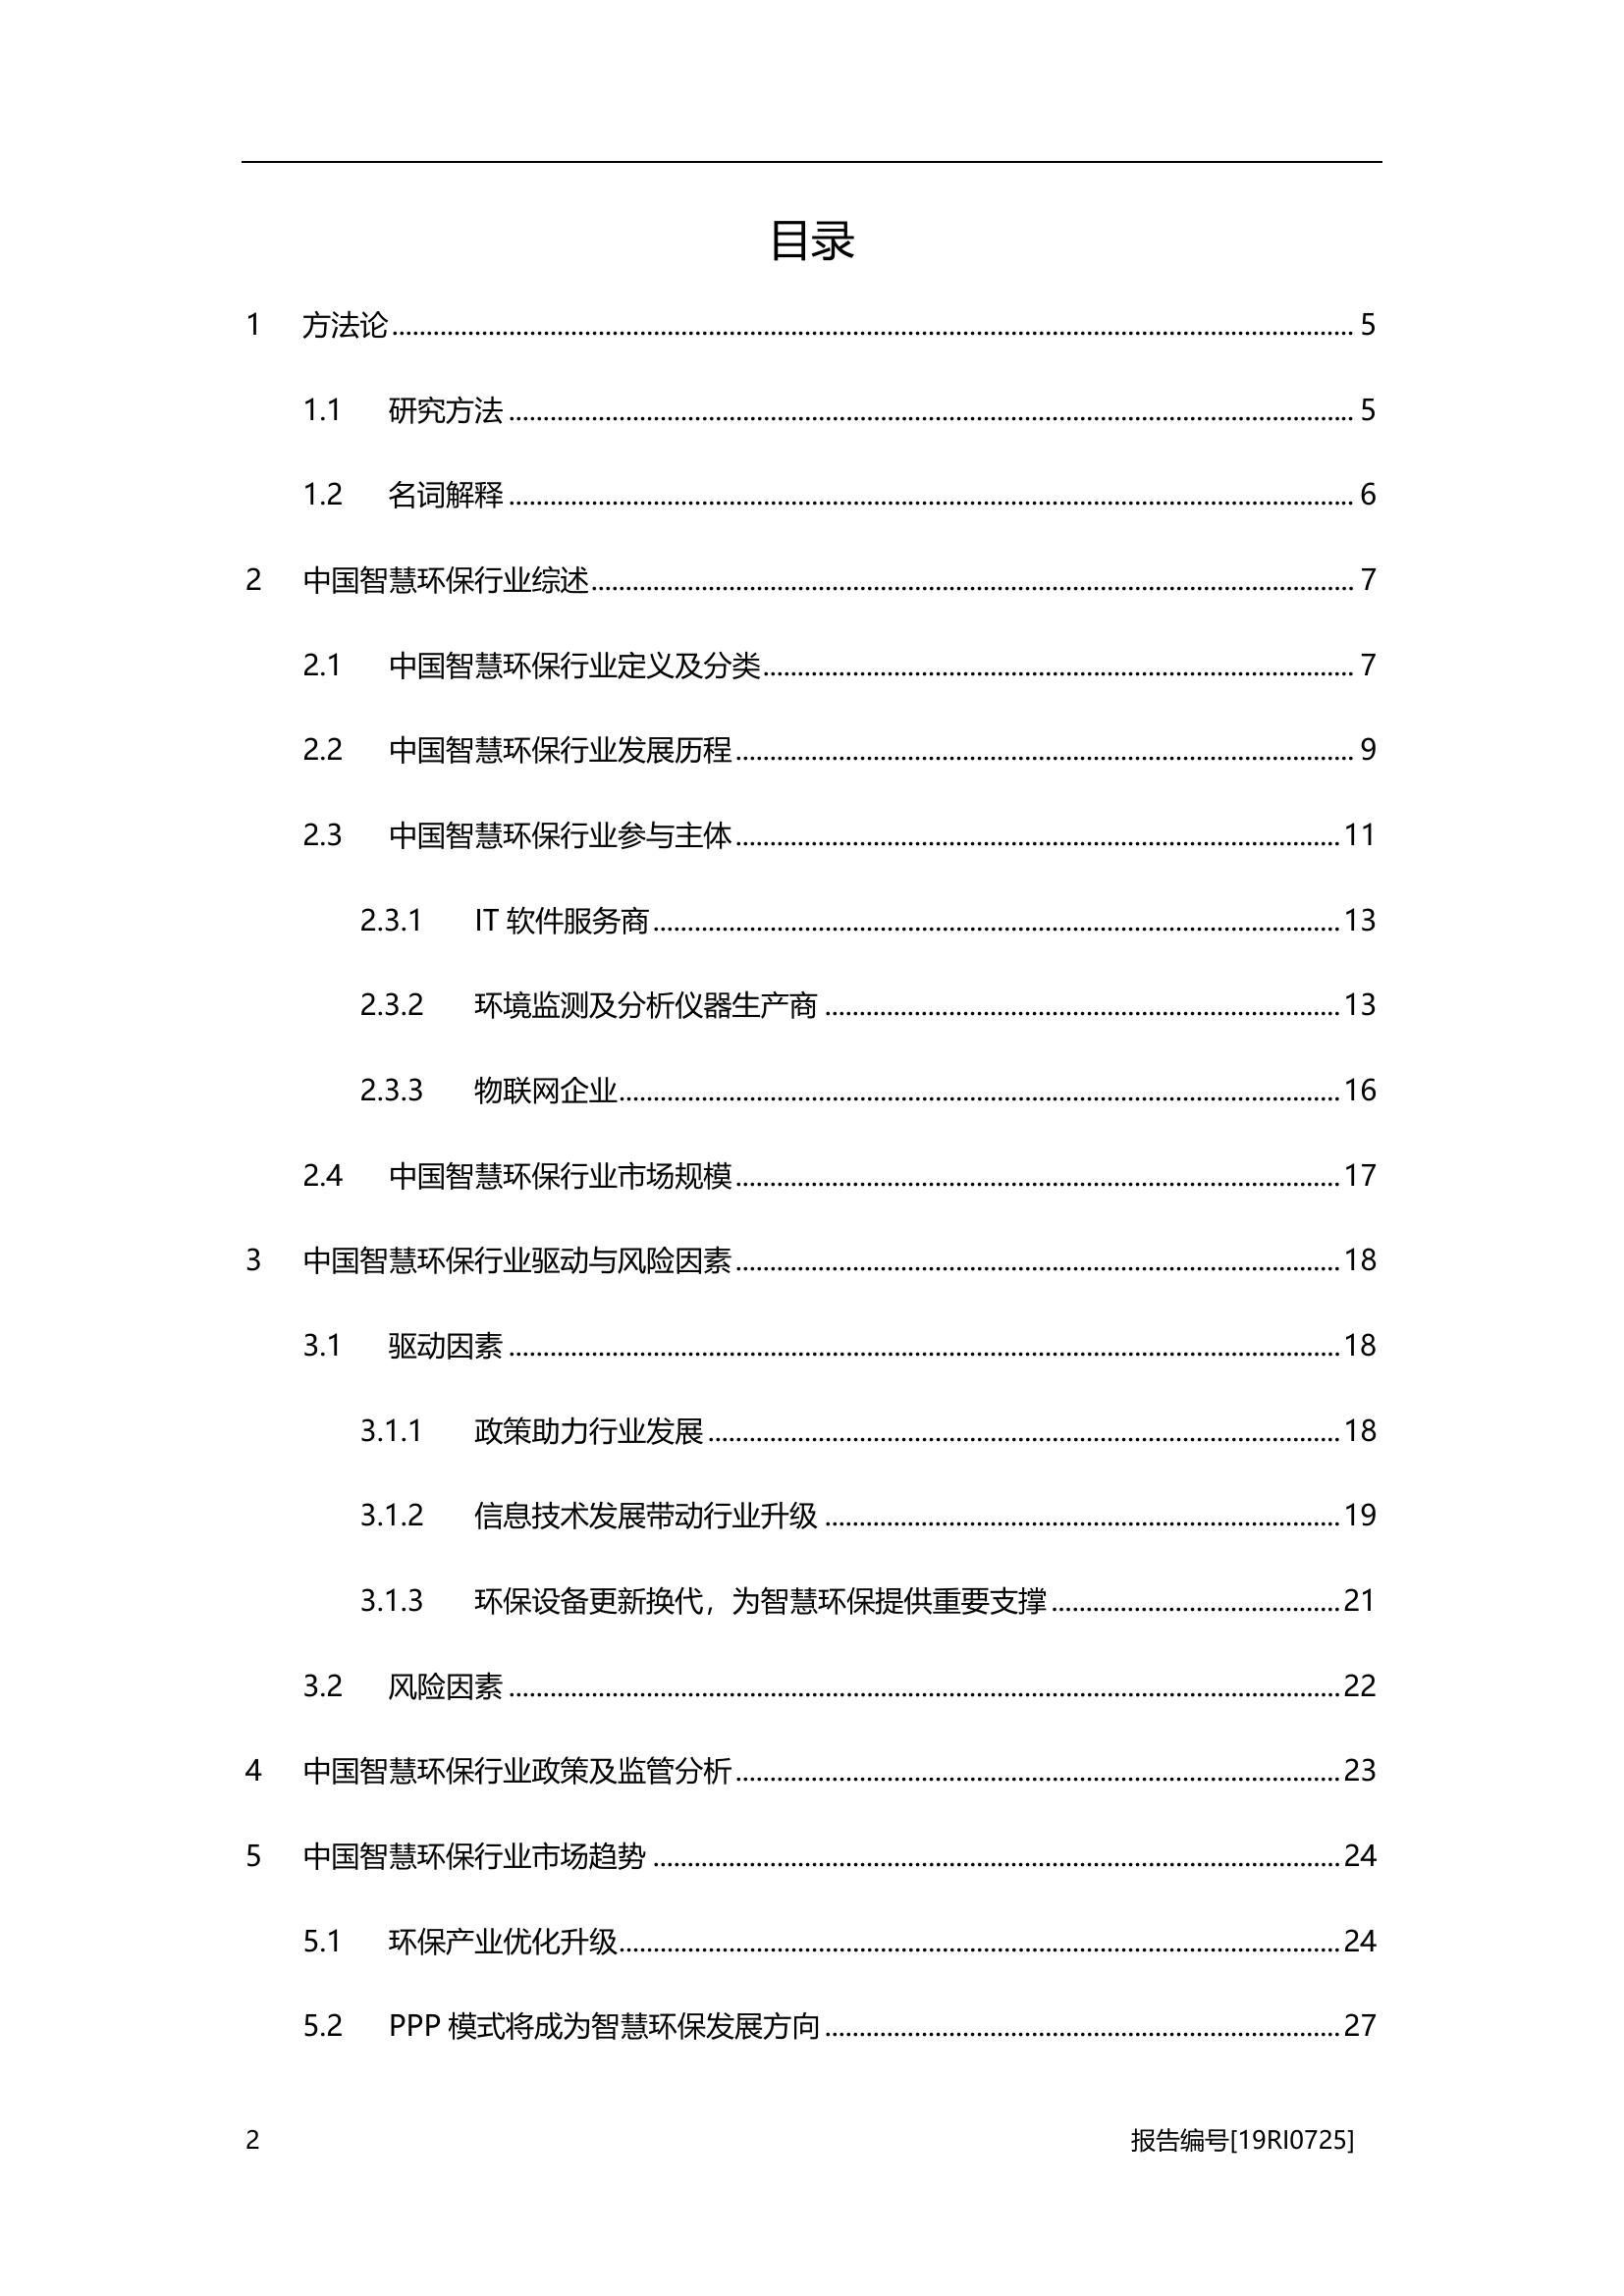 目录
1 方法论 5
1.1 研究方法 5
1.2 名词解释 6
2 中国智慧环保行业综述 7
2.1 中国智慧环保行业定义及分类 7
2.2 中国智慧环保行业发展历程 9
2.3 中国智慧环保行业参与主体 11
2.3.1 IT 软件服务商 13
2.3.2 环境监测及分析仪器生产商 13
2.3.3 物联网企业 16
2.4 中国智慧环保行业市场规模 17
3 中国智慧环保行业驱动与风险因素 18
3.1 驱动因素 18
3.1.1 政策助力行业发展 18
3.1.2 信息技术发展带动行业升级 19
3.1.3 环保设备更新换代，为智慧环保提供重要支撑 21
3.2 风险因素 22
4 中国智慧环保行业政策及监管分析 23
5 中国智慧环保行业市场趋势 24
5.1 环保产业优化升级 24
5.2 PPP 模式将成为智慧环保发展方向 27
2 报告编号[19RI0725]